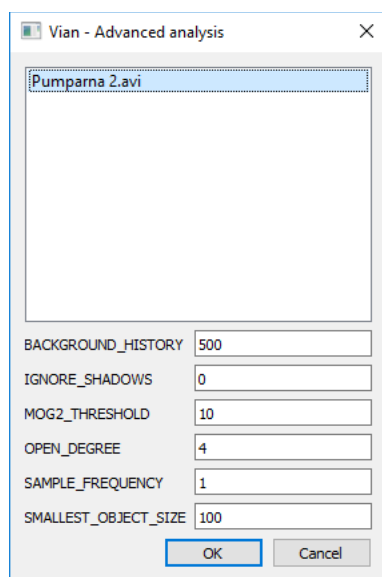 Vian - Advanced analysis
Pumparna 2.avi
BACKGROUND_HISTORY 500
IGNORE_SHADOWS 0
MOG2_THRESHOLD 10
OPEN_DEGREE 4
SAMPLE_FREQUENCY 1
SMALLEST_OBJECT_SIZE 100
OK Cancel